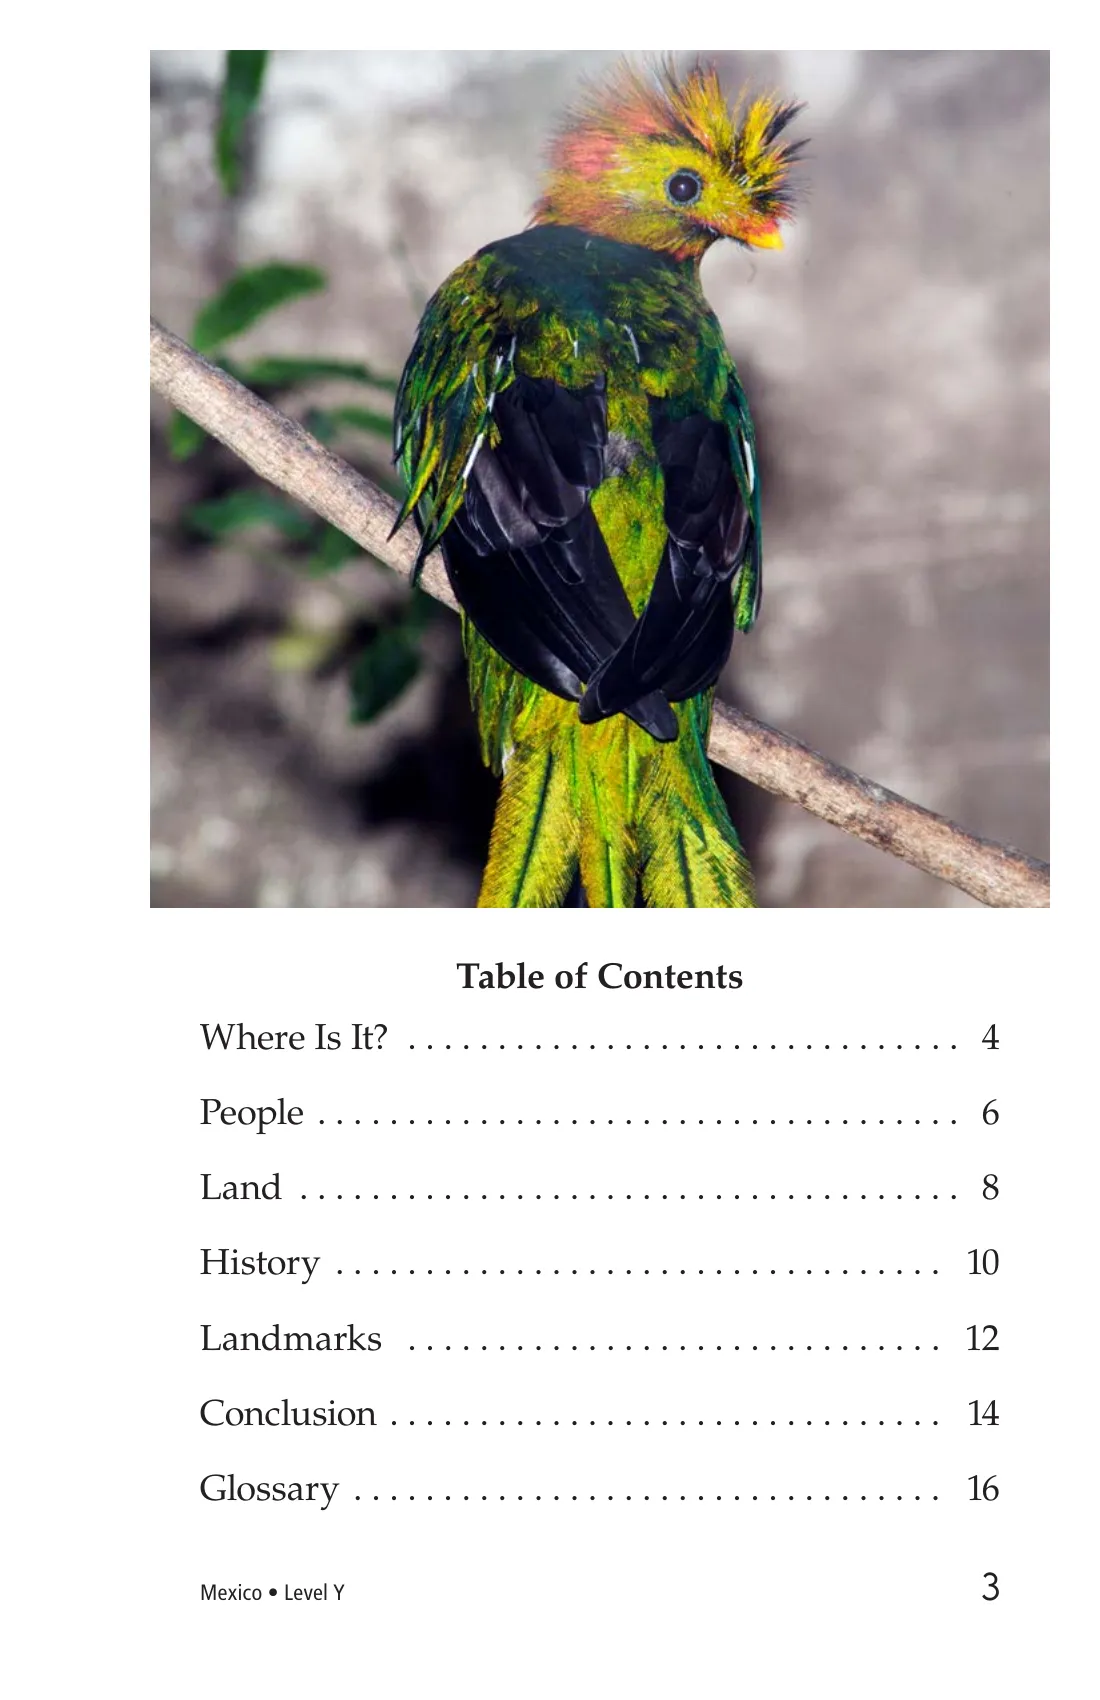 Table of Contents
Where Is It? . . . . . . . . . . . . . . . . . . . . . . . . . . . . . . . 4
People . . . . . . . . . . . . . . . . . . . . . . . . . . . . . . . . . . . . 6
Land . . . . . . . . . . . . . . . . . . . . . . . . . . . . . . . . . . . . . 8
History . . . . . . . . . . . . . . . . . . . . . . . . . . . . . . . . . . 10
Landmarks . . . . . . . . . . . . . . . . . . . . . . . . . . . . . . 12
Conclusion . . . . . . . . . . . . . . . . . . . . . . . . . . . . . . . 14
Glossary . . . . . . . . . . . . . . . . . . . . . . . . . . . . . . . . . 16
Mexico • Level Y 3